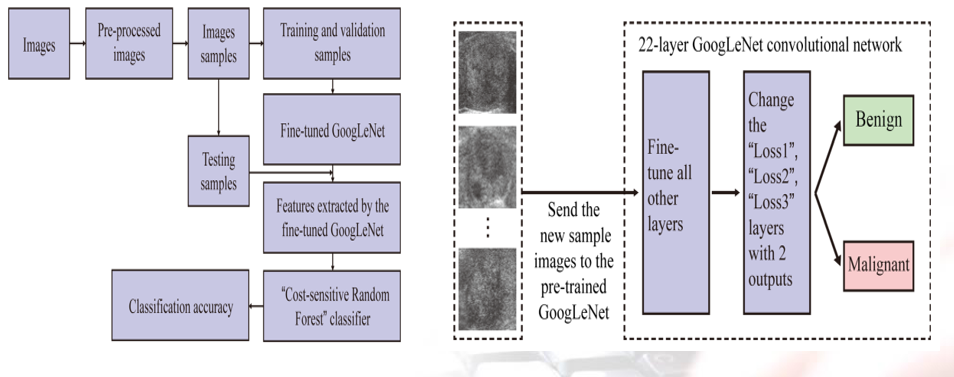 Images
Pre-processed
images
Images
samples
Training and validation
samples
Fine-tuned GoogLeNet
Testing
samples
Features extracted by the
fine-tuned GoogLeNet
Classification accuracy
"Cost-sensitive Random
Forest" classifier
Send the
new sample
images to the
pre-trained
GoogLeNet
22-layer GoogLeNet convolutional network
Fine-
tune all
other
layers
Change
the
"Loss1",
"Loss2",
"Loss3"
layers
with 2
outputs
Benign
Malignant